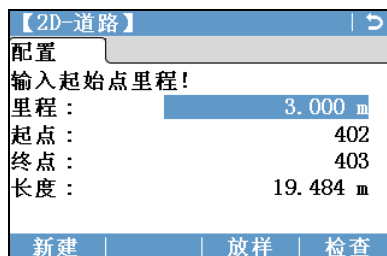 【2D-道路】
配置
输入起始点里程!
里程： 3.000 m
起点： 402
终点： 403
长度： 19.484 m
新建 放样 检查